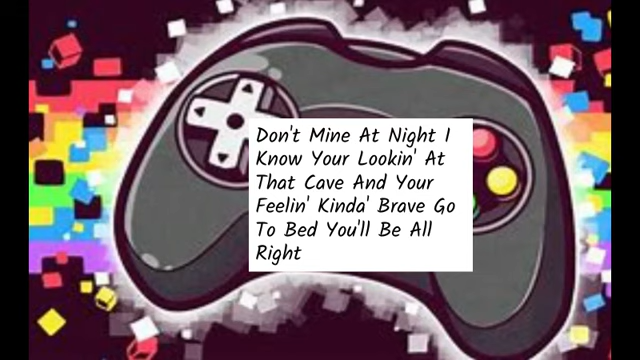 Don't Mine At Night I
Know Your Lookin' At
That Cave And Your
Feelin' Kinda' Brave Go
To Bed You'll Be All
Right